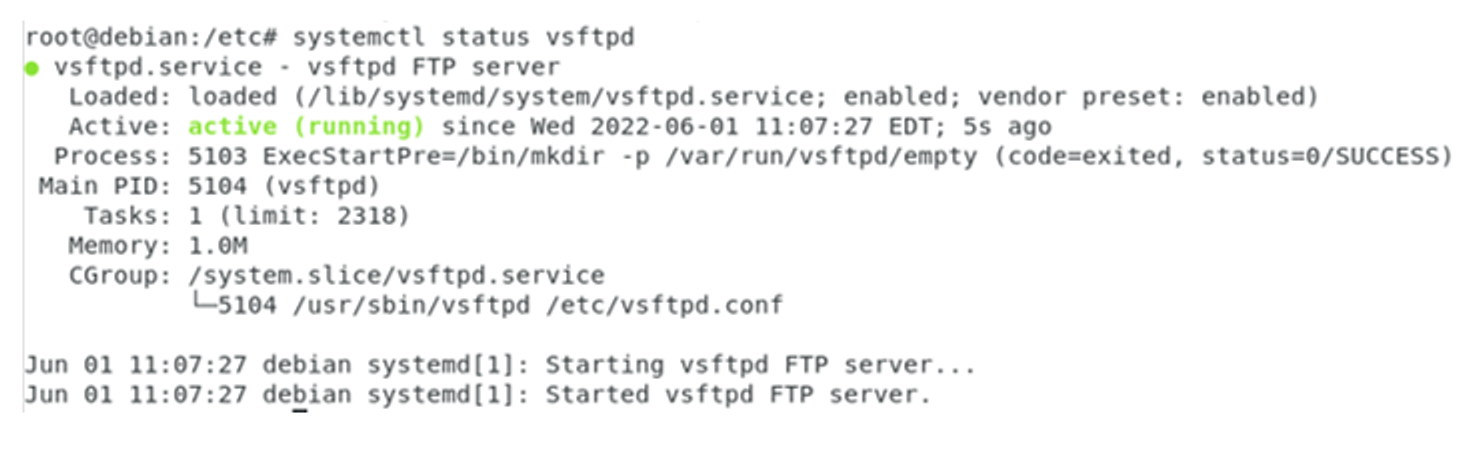 root@debian:/etc# systemctl status vsftpd
● vsftpd.service - vsftpd FTP server
Loaded: loaded (/lib/systemd/system/vsftpd.service; enabled; vendor preset: enabled)
Active: active (running) since Wed 2022-06-01 11:07:27 EDT; 5s ago
Process: 5103 ExecStartPre=/bin/mkdir -p /var/run/vsftpd/empty (code=exited, status=0/SUCCESS)
Main PID: 5104 (vsftpd)
Tasks: 1 (limit: 2318)
Memory: 1.0M
CGroup: /system.slice/vsftpd.service
└─5104 /usr/sbin/vsftpd /etc/vsftpd.conf
Jun 01 11:07:27 debian systemd[1]: Starting vsftpd FTP server...
Jun 01 11:07:27 debian systemd[1]: Started vsftpd FTP server.